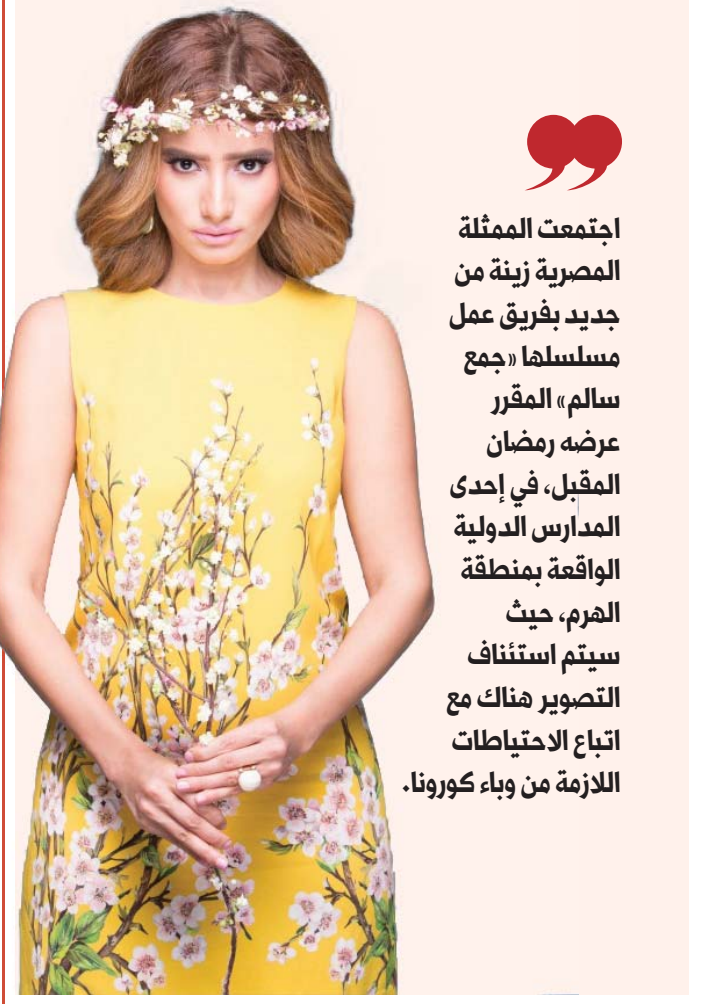 اجتمعت الممثلة
المصرية زينة من
جديد بفريق عمل
مسلسلها «جمع
سالم» المقرر
عرضه رمضان
المقبل، في إحدى
المدارس الدولية
الواقعة بمنطقة
الهرم، حيث
سيتم استئناف
التصوير هناك مع
اتباع الاحتياطات
اللازمة من وباء كورونا.